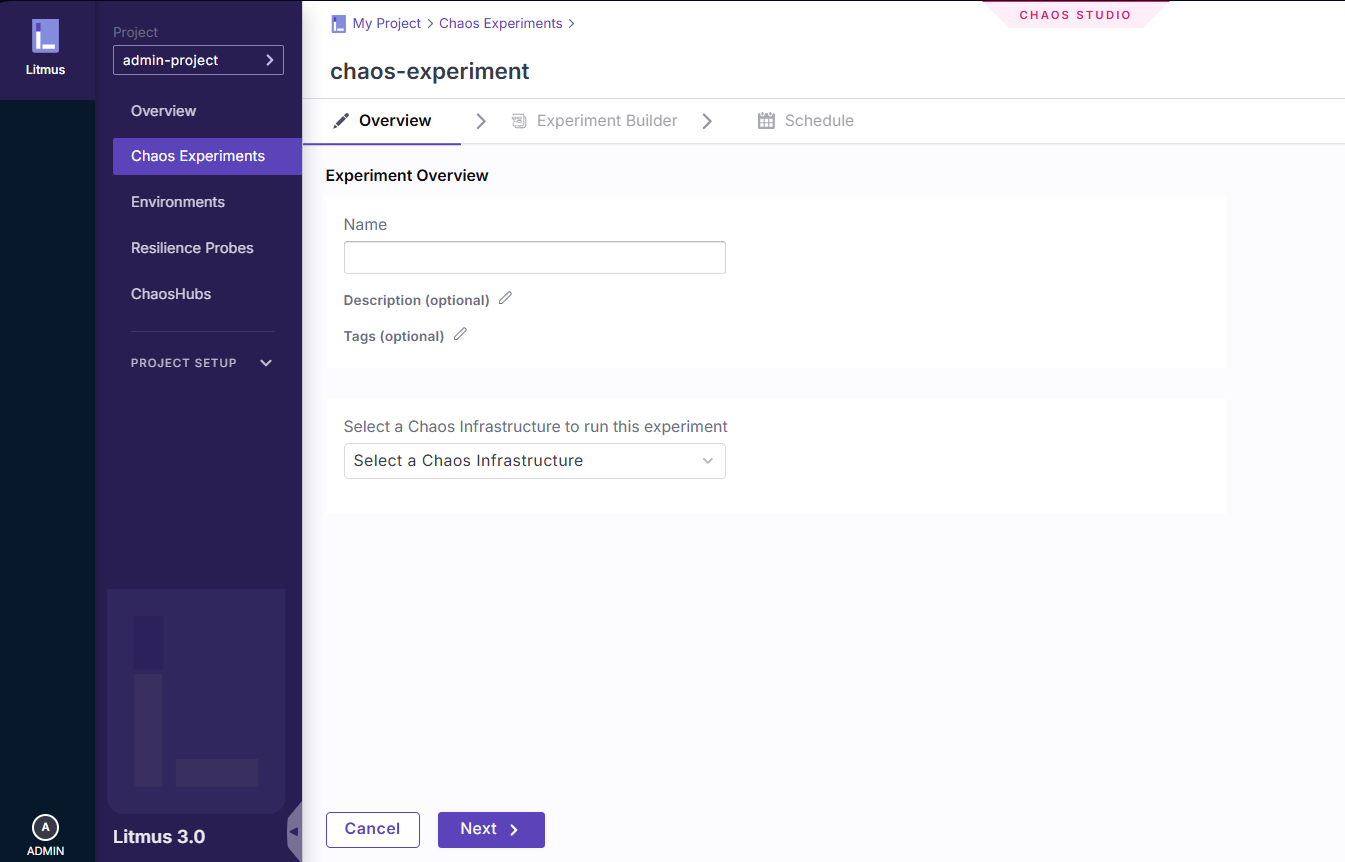 Litmus
Project
admin-project
Overview
Chaos Experiments
Environments
Resilience Probes
ChaosHubs
PROJECT SETUP
Litmus 3.0
A
ADMIN
My Project > Chaos Experiments >
CHAOS STUDIO
chaos-experiment
Overview
Experiment Builder
Schedule
Experiment Overview
Name
Description (optional)
Tags (optional)
Select a Chaos Infrastructure to run this experiment
Select a Chaos Infrastructure
Cancel
Next